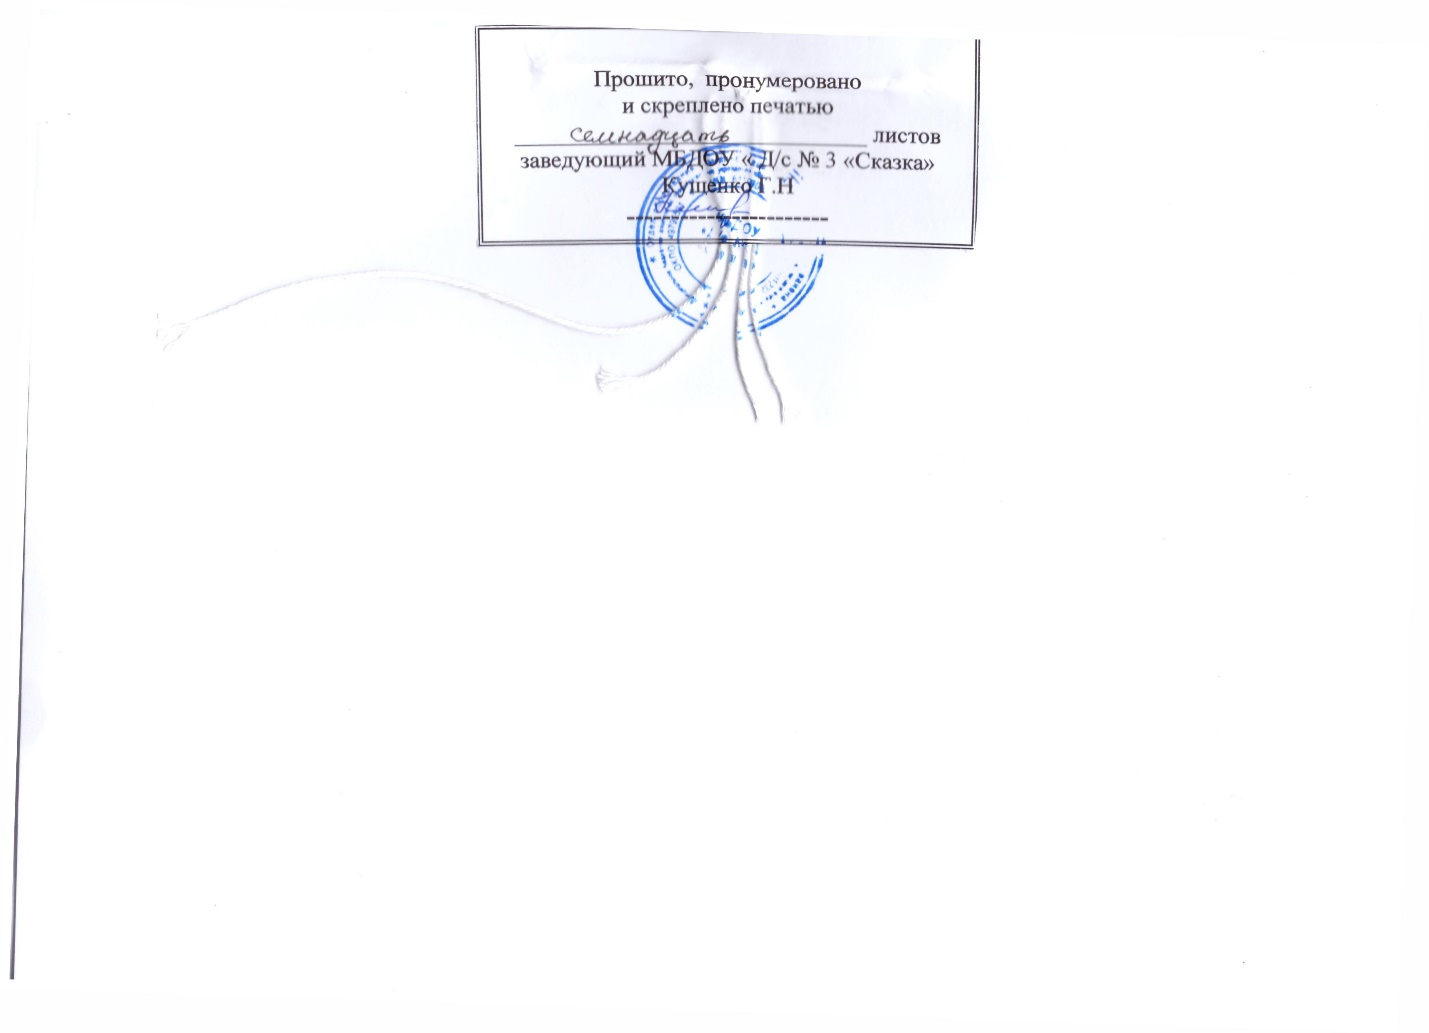 Прошито, пронумеровано
и скреплено печатью
семнадцать листов
заведующий МБДОУ « Д/с № 3 «Сказка»
Кущенко Г.Н